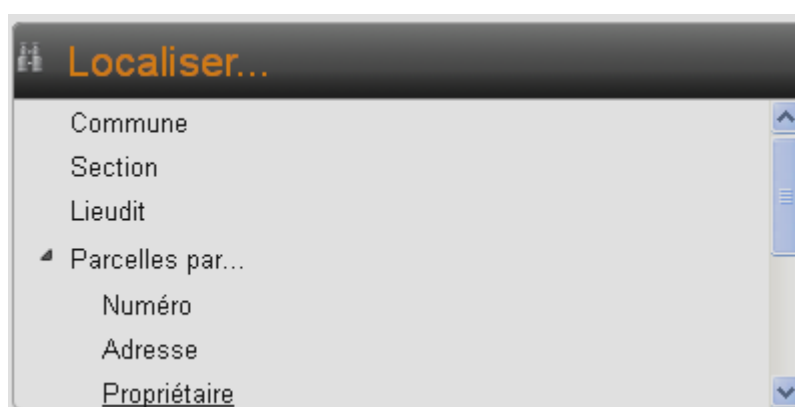 Localiser...
Commune
Section
Lieudit
Parcelles par...
Numéro
Adresse
Propriétaire